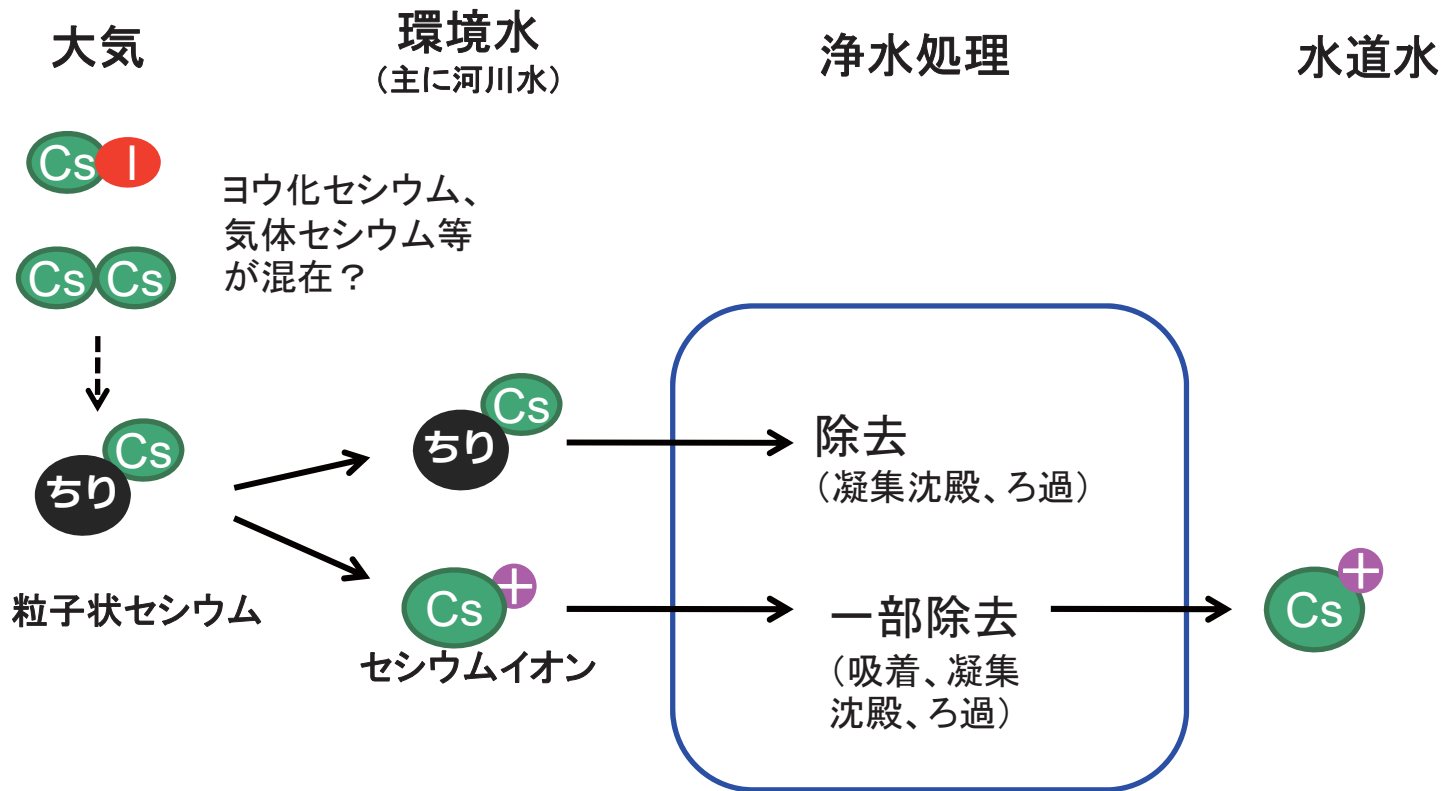 大気
環境水
（主に河川水）
浄水処理
水道水
Cs I
ヨウ化セシウム、
気体セシウム等
が混在？
Cs Cs
Cs
ちり
粒子状セシウム
Cs
ちり
除去
（凝集沈殿、ろ過）
Cs +
セシウムイオン
一部除去
（吸着、凝集
沈殿、ろ過）
Cs +